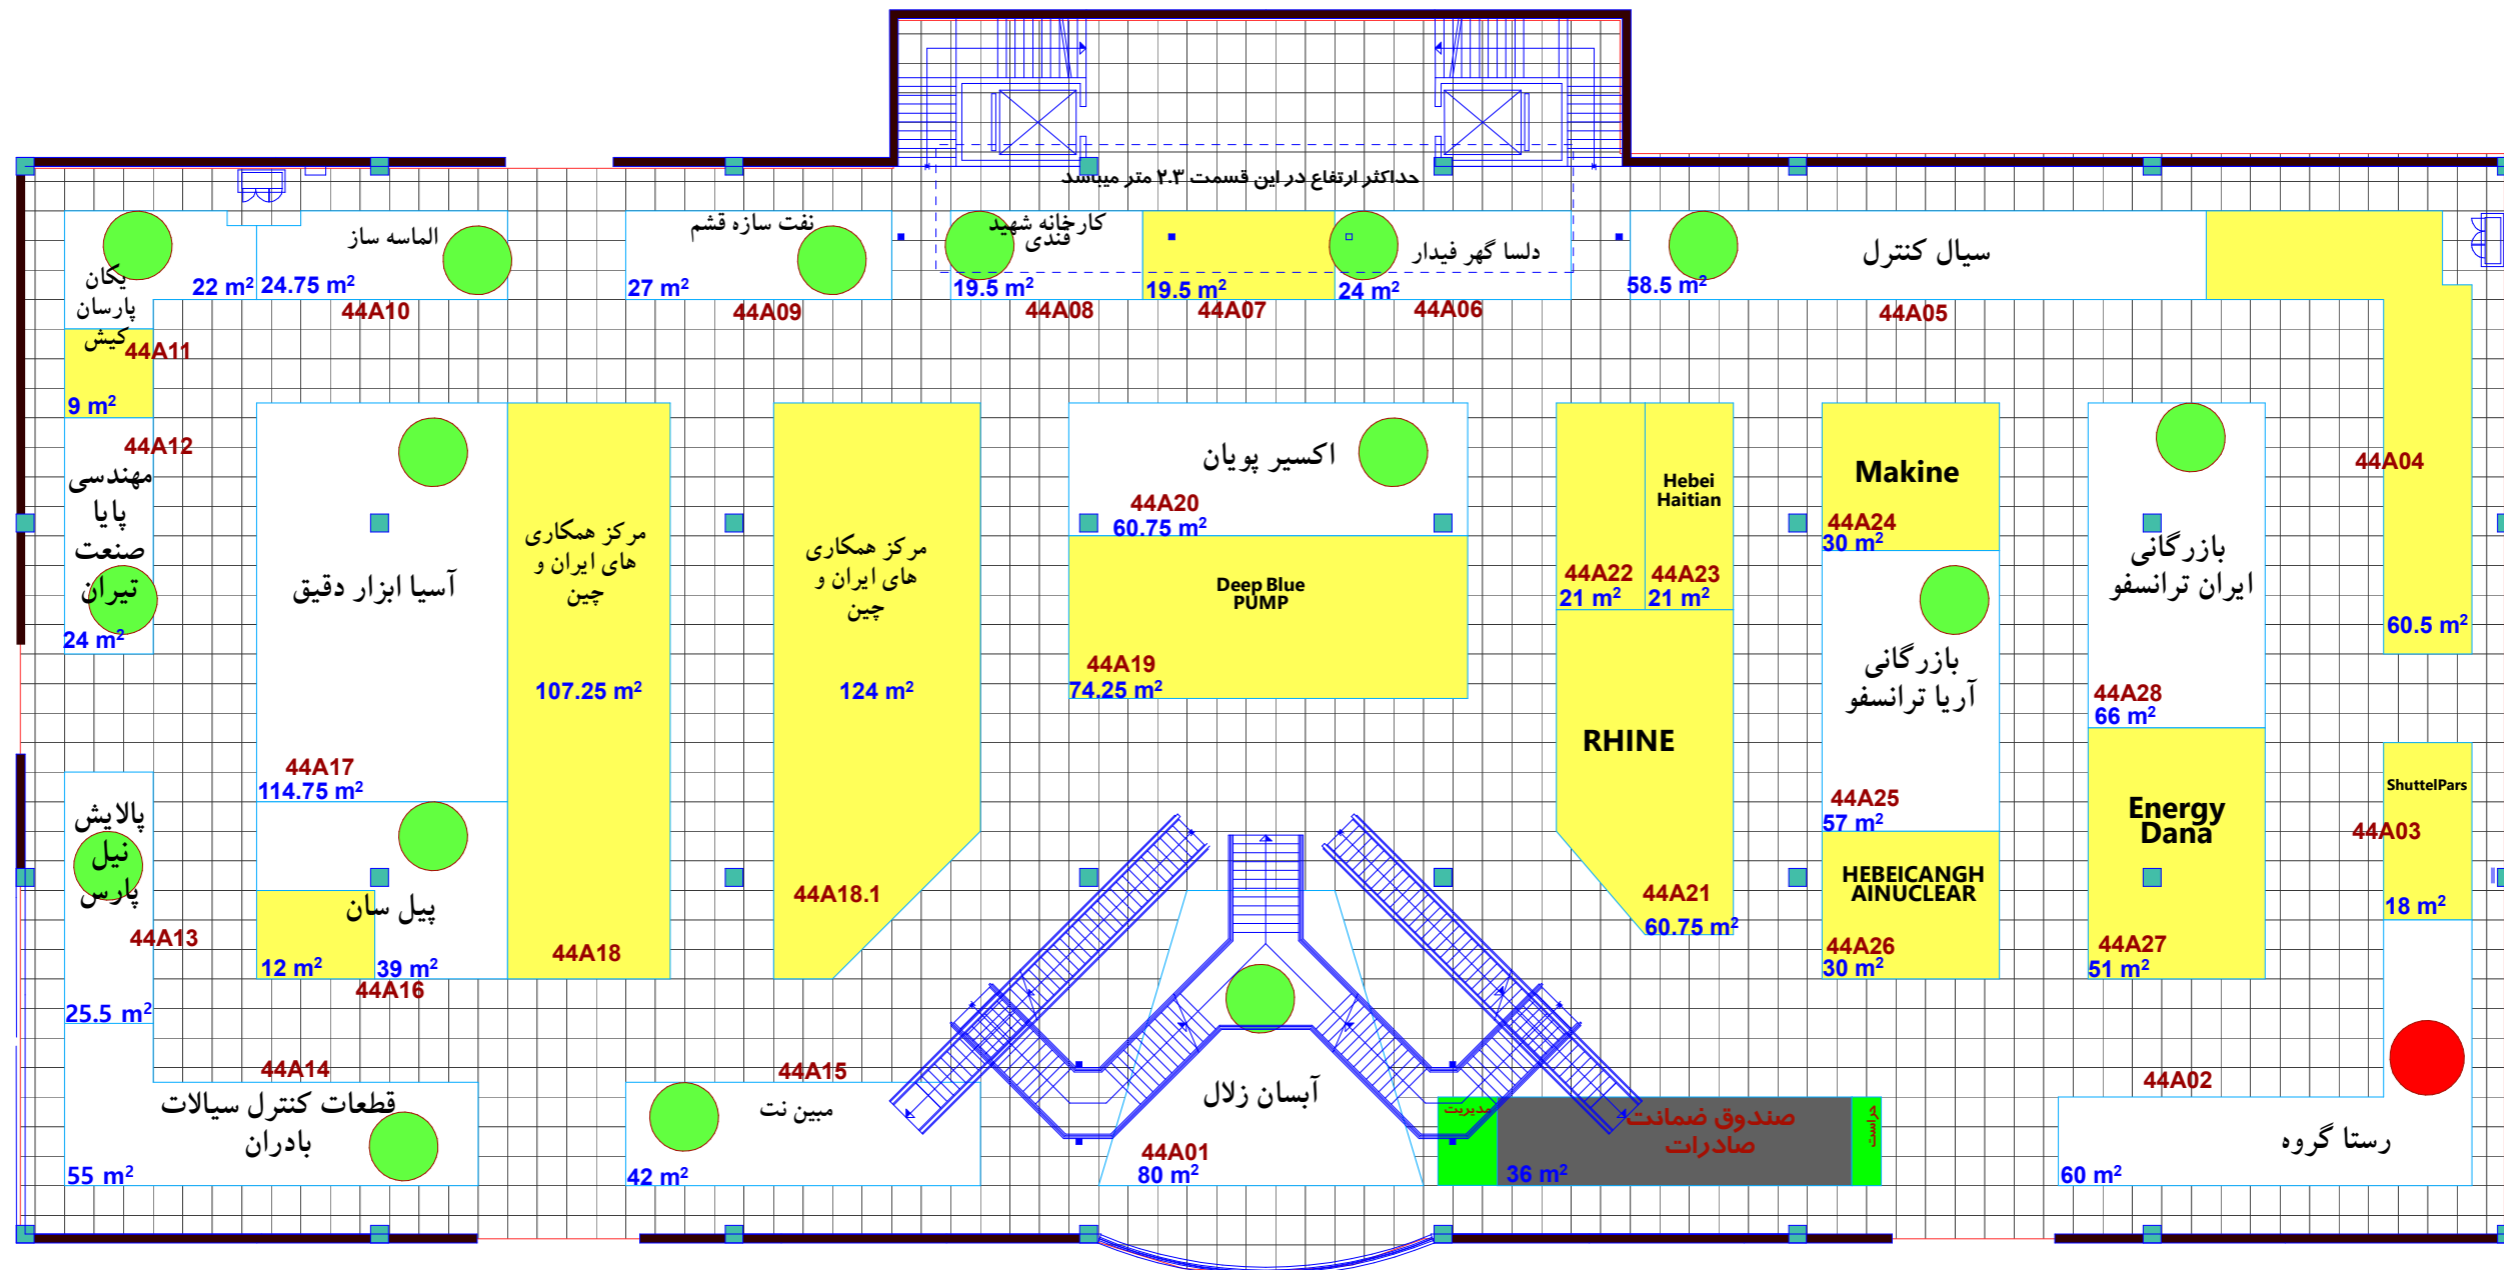 حداکثر ارتفاع در این قسمت ۲.۳ متر میباشد
یکان
پارسان
کیش
22 m²
44A11
9 m²
الماسه ساز
24.75 m²
44A10
نفت سازه قشم
27 m²
44A09
کارخانه شهید
قندی
19.5 m²
44A08
19.5 m²
44A07
دلسا گهر فیدار
24 m²
44A06
سیال کنترل
58.5 m²
44A05
44A04
60.5 m²
44A12
مهندسی
پایا
صنعت
تیران
24 m²
آسیا ابزار دقیق
44A17
114.75 m²
مرکز همکاری
های ایران و
چین
107.25 m²
44A18
مرکز همکاری
های ایران و
چین
124 m²
44A18.1
اکسیر پویان
44A20
60.75 m²
Deep Blue
PUMP
44A19
74.25 m²
44A22
21 m²
Hebei
Haitian
44A23
21 m²
RHINE
44A21
60.75 m²
Makine
44A24
30 m²
بازرگانی
آریا ترانسفو
44A25
57 m²
HEBEICANGH
AINUCLEAR
44A26
30 m²
بازرگانی
ایران ترانسفو
44A28
66 m²
Energy
Dana
44A27
51 m²
ShuttelPars
44A03
18 m²
پالایش
نیل
پارس
44A13
25.5 m²
پیل سان
12 m²
39 m²
44A16
44A14
قطعات کنترل سیالات
بادران
55 m²
44A15
مبین نت
42 m²
آبسان زلال
44A01
80 m²
مدیریت
صندوق ضمانت
صادرات
36 m²
حراست
44A02
رستا گروه
60 m²